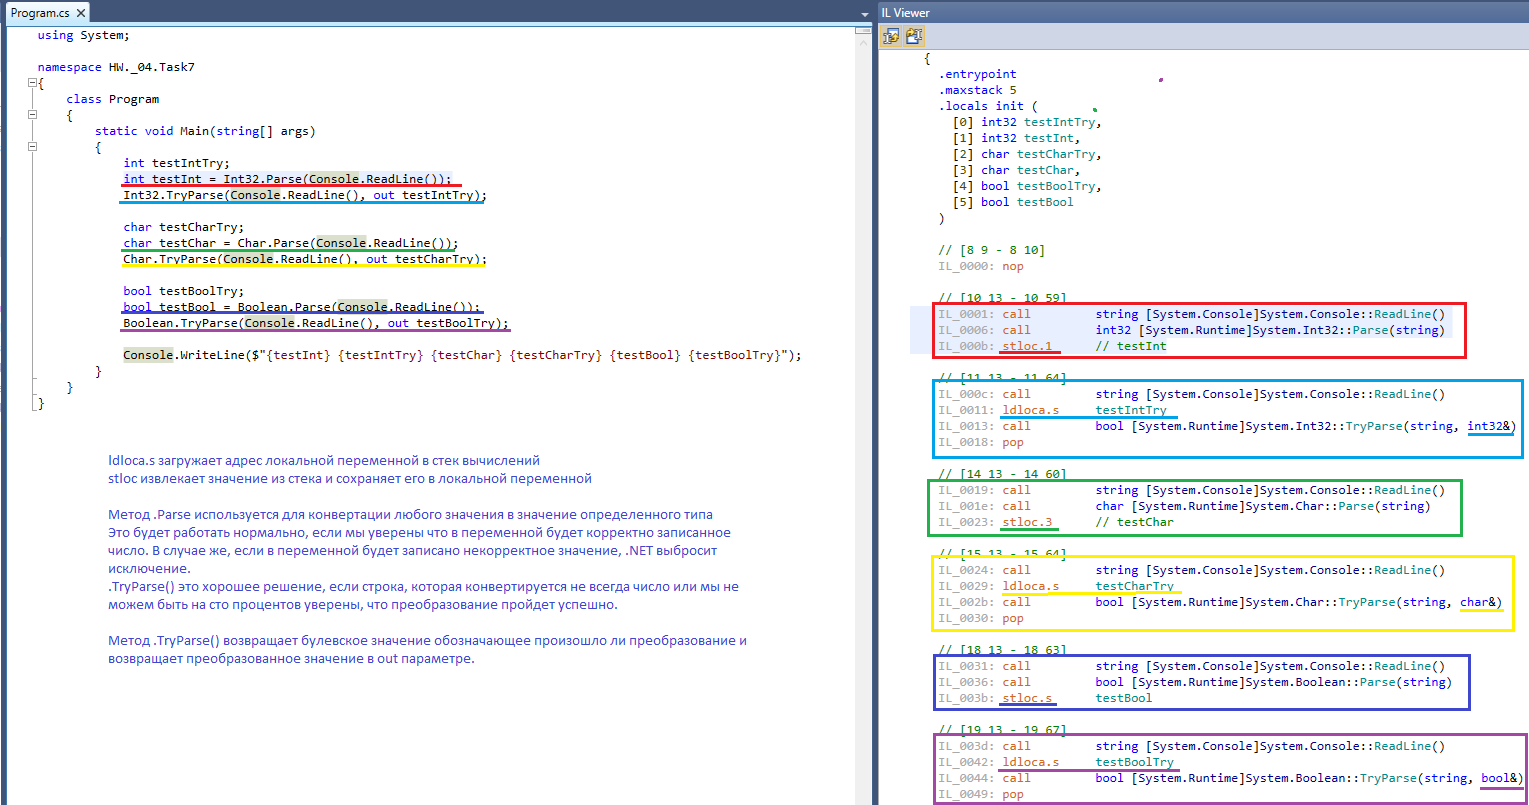 Program.cs
using System;
namespace HW._04.Task7
{
class Program
{
static void Main(string[] args)
{
int testIntTry;
int testInt = Int32.Parse(Console.ReadLine());
Int32.TryParse(Console.ReadLine(), out testIntTry);
char testCharTry;
char testChar = Char.Parse(Console.ReadLine());
Char.TryParse(Console.ReadLine(), out testCharTry);
bool testBoolTry;
bool testBool = Boolean.Parse(Console.ReadLine());
Boolean.TryParse(Console.ReadLine(), out testBoolTry);
Console.WriteLine($"{testInt} {testIntTry} {testChar} {testCharTry} {testBool} {testBoolTry}");
}
}
}
ldloca.s загружает адрес локальной переменной в стек вычислений
stloc извлекает значение из стека и сохраняет его в локальной переменной
Метод .Parse используется для конвертации любого значения в значение определенного типа
Это будет работать нормально, если мы уверены что в переменной будет корректно записанное
число. В случае же, если в переменной будет записано некорректное значение, .NET выбросит
исключение.
.TryParse() это хорошее решение, если строка, которая конвертируется не всегда число или мы не
можем быть на сто процентов уверены, что преобразование пройдет успешно.
Метод .TryParse() возвращает булевское значение обозначающее произошло ли преобразование и
возвращает преобразованное значение в out параметре.
IL Viewer
{
.entrypoint
.maxstack 5
.locals init (
[0] int32 testIntTry,
[1] int32 testInt,
[2] char testCharTry,
[3] char testChar,
[4] bool testBoolTry,
[5] bool testBool
)
// [8 9 - 8 10]
IL_0000: nop
// [10 13 - 10 59]
IL_0001: call string [System.Console]System.Console::ReadLine()
IL_0006: call int32 [System.Runtime]System.Int32::Parse(string)
IL_000b: stloc.1 // testInt
// [11 13 - 11 64]
IL_000c: call string [System.Console]System.Console::ReadLine()
IL_0011: ldloca.s testIntTry
IL_0013: call bool [System.Runtime]System.Int32::TryParse(string, int32&)
IL_0018: pop
// [14 13 - 14 60]
IL_0019: call string [System.Console]System.Console::ReadLine()
IL_001e: call char [System.Runtime]System.Char::Parse(string)
IL_0023: stloc.3 // testChar
// [15 13 - 15 64]
IL_0024: call string [System.Console]System.Console::ReadLine()
IL_0029: ldloca.s testCharTry
IL_002b: call bool [System.Runtime]System.Char::TryParse(string, char&)
IL_0030: pop
// [18 13 - 18 63]
IL_0031: call string [System.Console]System.Console::ReadLine()
IL_0036: call bool [System.Runtime]System.Boolean::Parse(string)
IL_003b: stloc.s testBool
// [19 13 - 19 67]
IL_003d: call string [System.Console]System.Console::ReadLine()
IL_0042: ldloca.s testBoolTry
IL_0044: call bool [System.Runtime]System.Boolean::TryParse(string, bool&)
IL_0049: pop